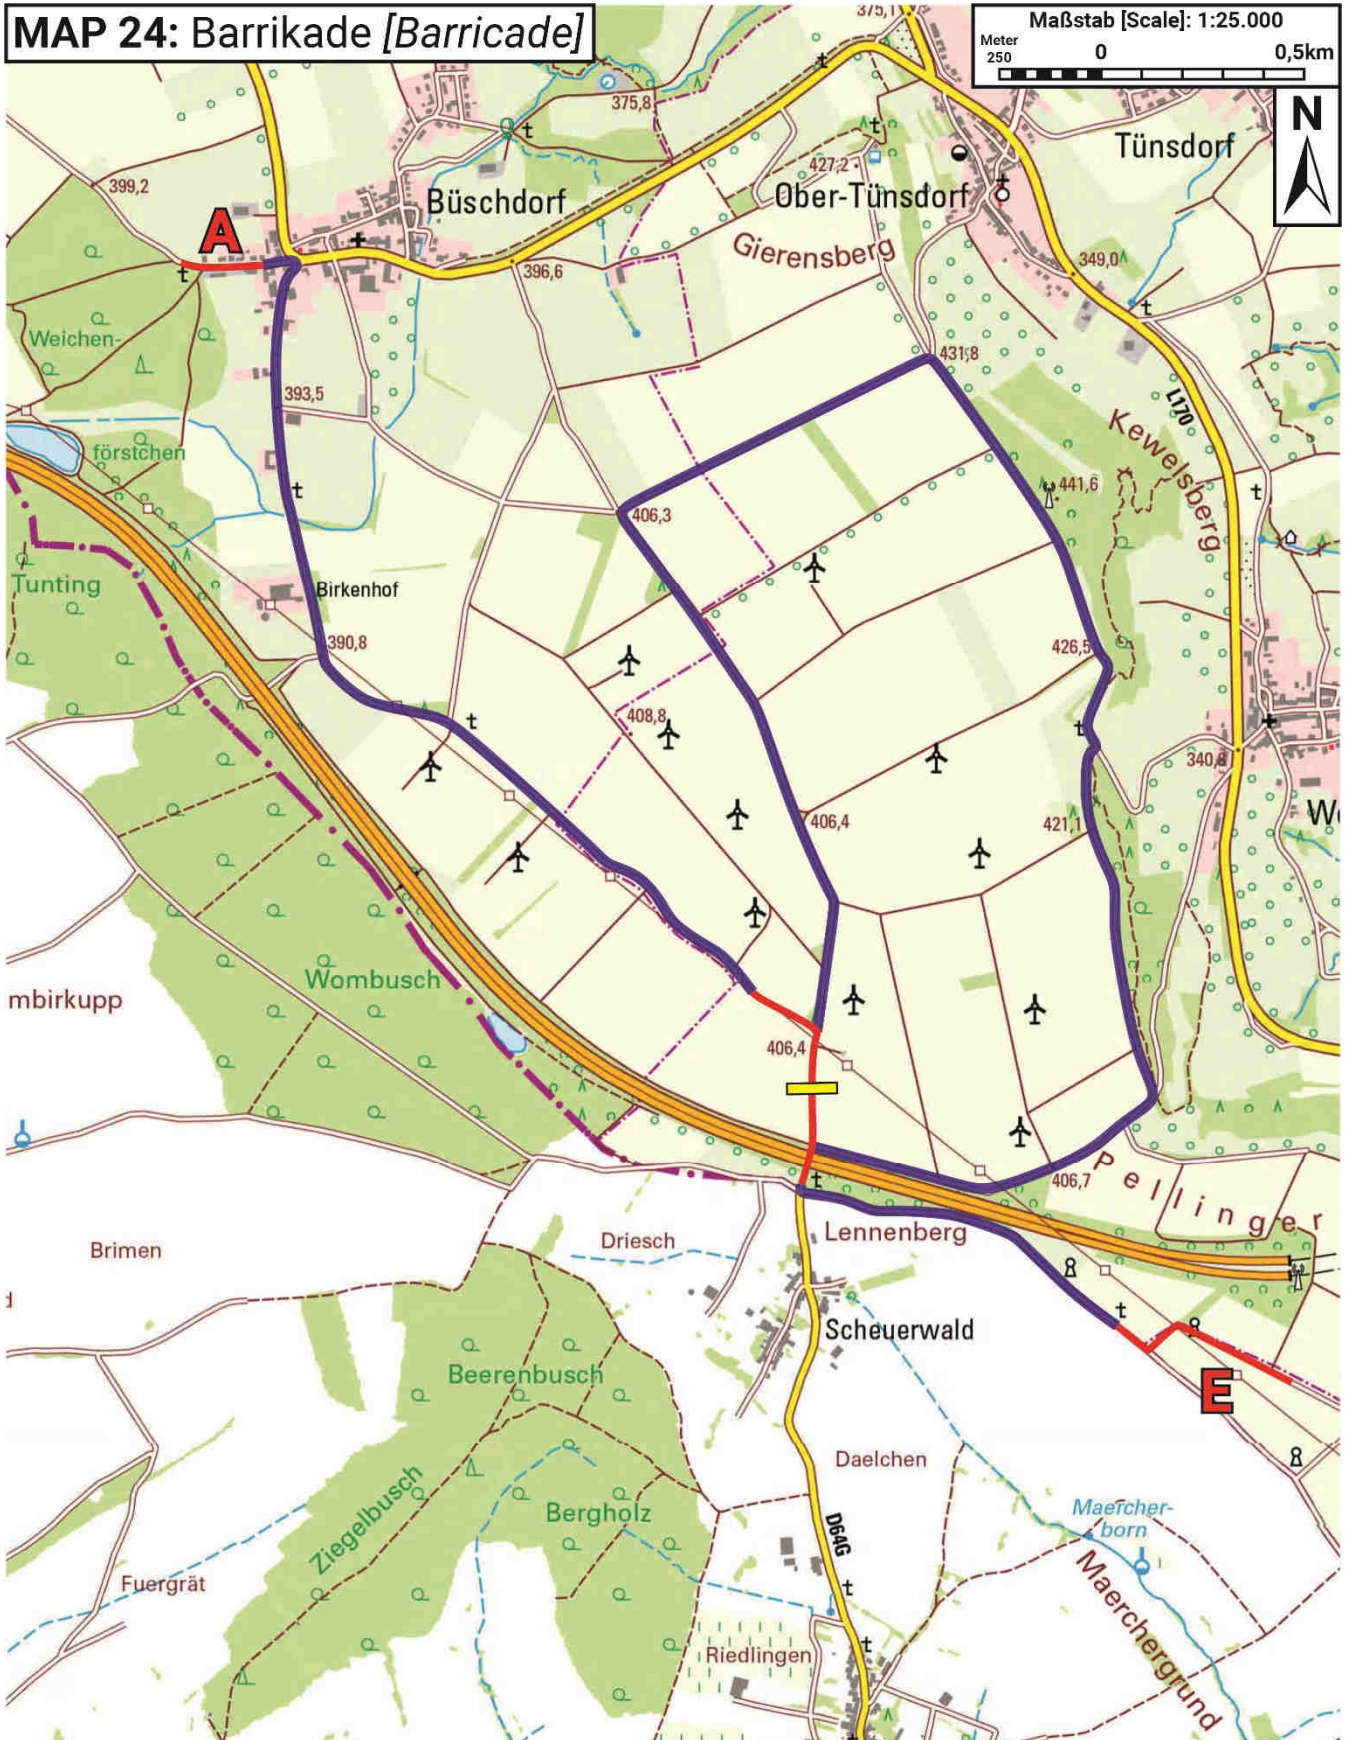 MAP 24: Barrikade [Barricade]
Maßstab [Scale]: 1:25.000
Meter
250
0
0,5km
N
375,1
375,8
Tünsdorf
399,2
427,2
Büschdorf
Ober-Tünsdorf
A
Gierensberg
349,0
396,6
Weichen-
431,8
393,5
L170
Kewelsberg
förstchen
441,6
406,3
Tunting
Birkenhof
390,8
426,5
408,8
340,8
406,4
421,1
Wombusch
mbirkupp
406,4
Pellinger
406,7
Brimen
Driesch
Lennenberg
Scheuerwald
Beerenbusch
E
Daelchen
Ziegelbusch
Bergholz
D64G
Maercher-
born
Fuergrät
Maerchergrund
Riedlingen